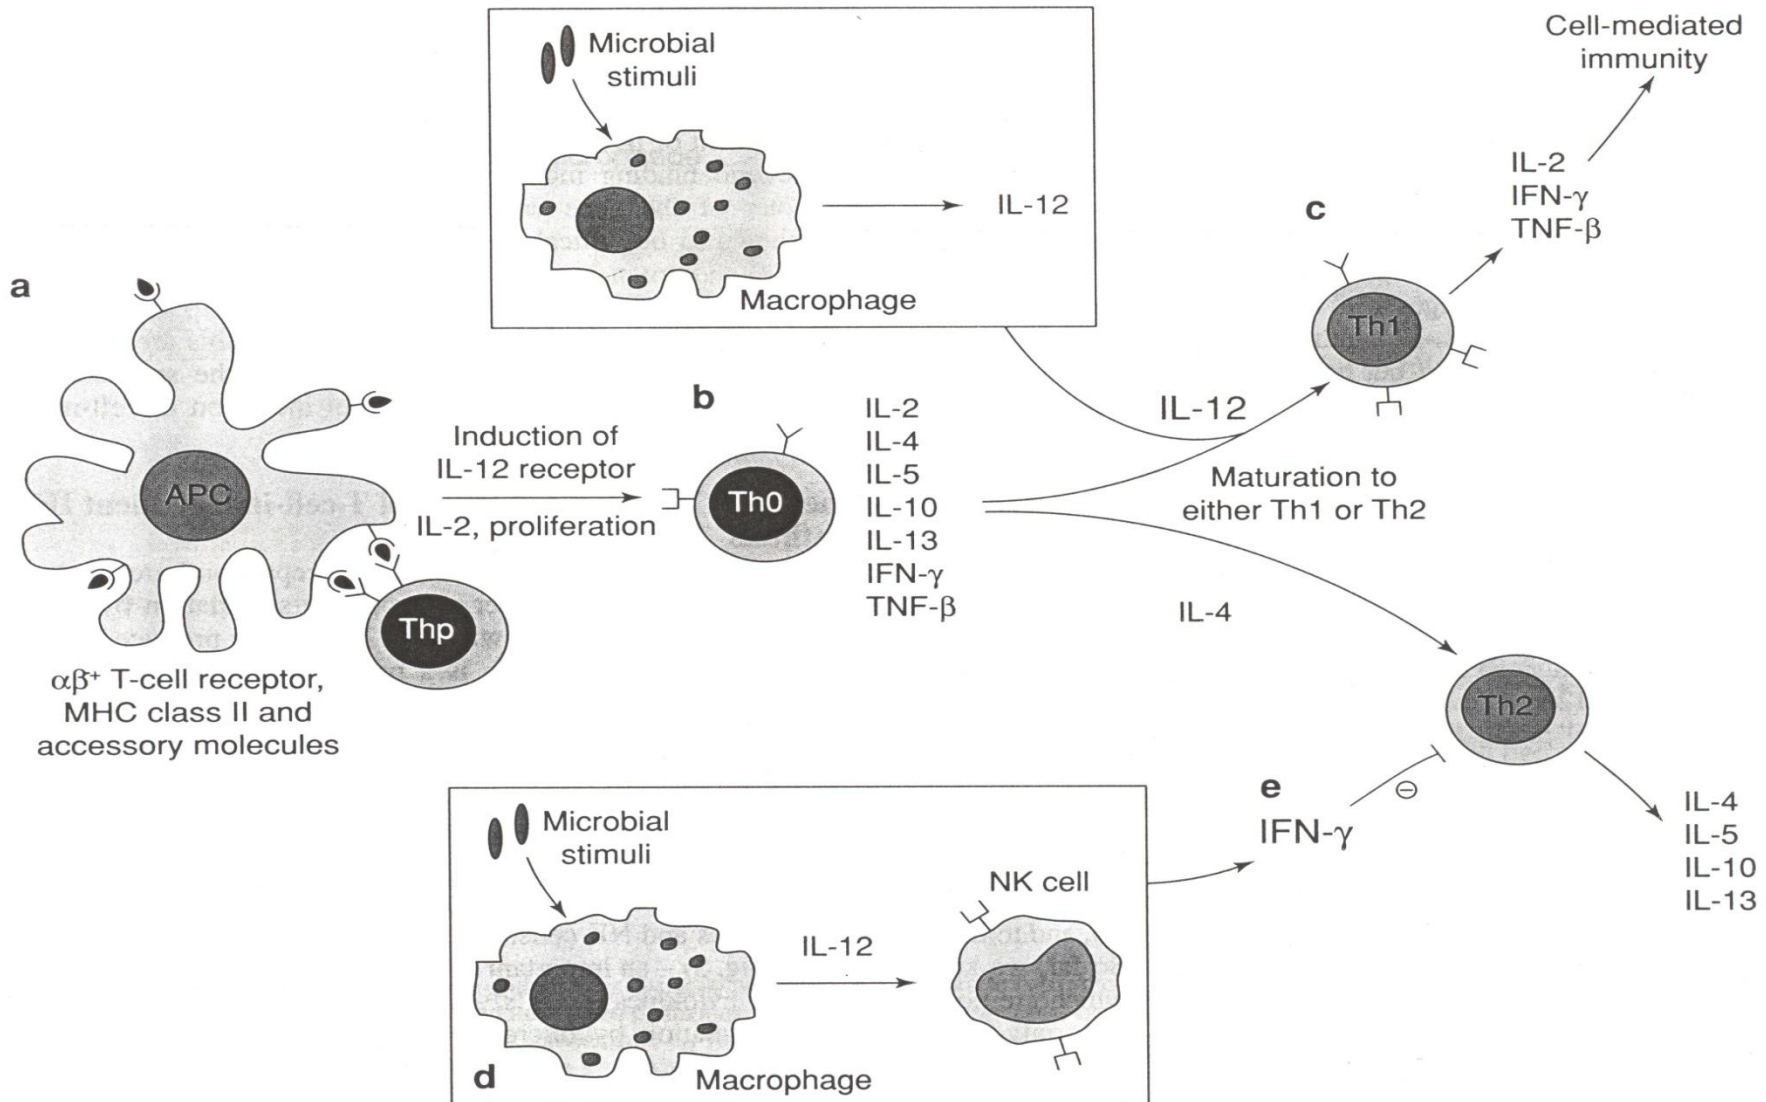 Microbial
stimuli
IL-12
Macrophage
Cell-mediated
immunity
IL-2
IFN-γ
TNF-β
c
Th1
a
APC
Thp
αβ⁺ T-cell receptor,
MHC class II and
accessory molecules
Induction of
IL-12 receptor
IL-2, proliferation
b
Th0
IL-2
IL-4
IL-5
IL-10
IL-13
IFN-γ
TNF-β
IL-12
Maturation to
either Th1 or Th2
IL-4
Th2
IL-4
IL-5
IL-10
IL-13
e
IFN-γ
Microbial
stimuli
IL-12
NK cell
d
Macrophage